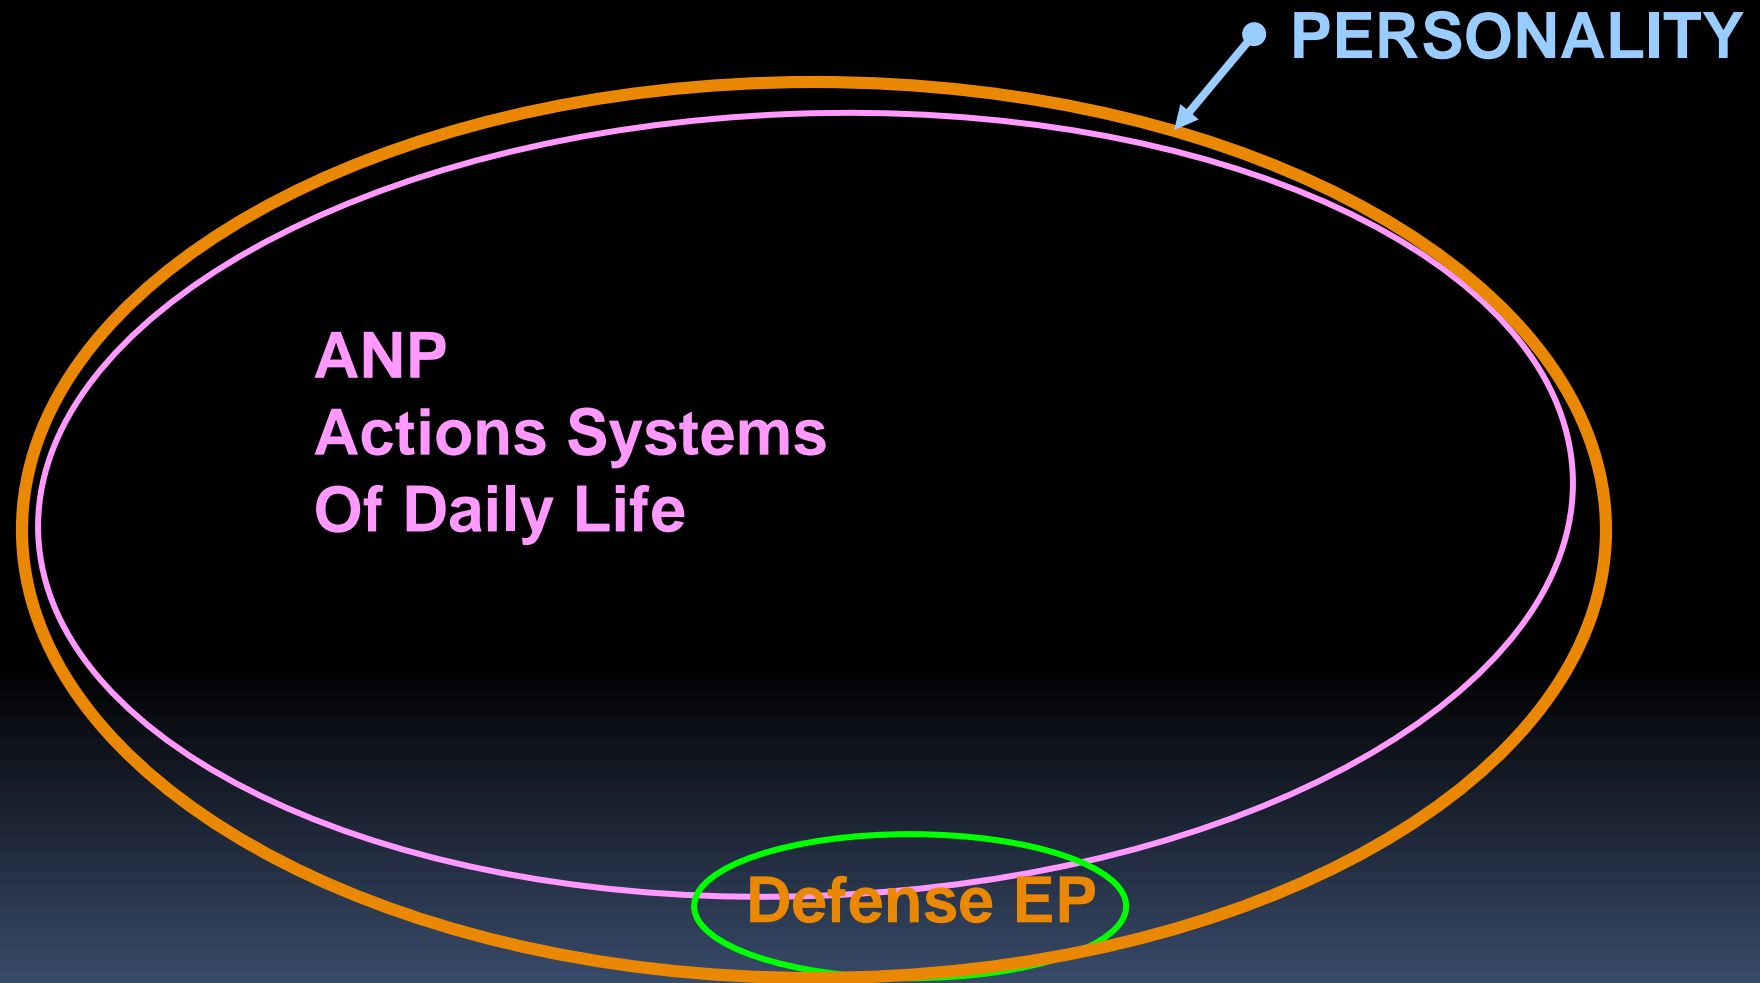 PERSONALITY
ANP
Actions Systems
Of Daily Life
Defense EP